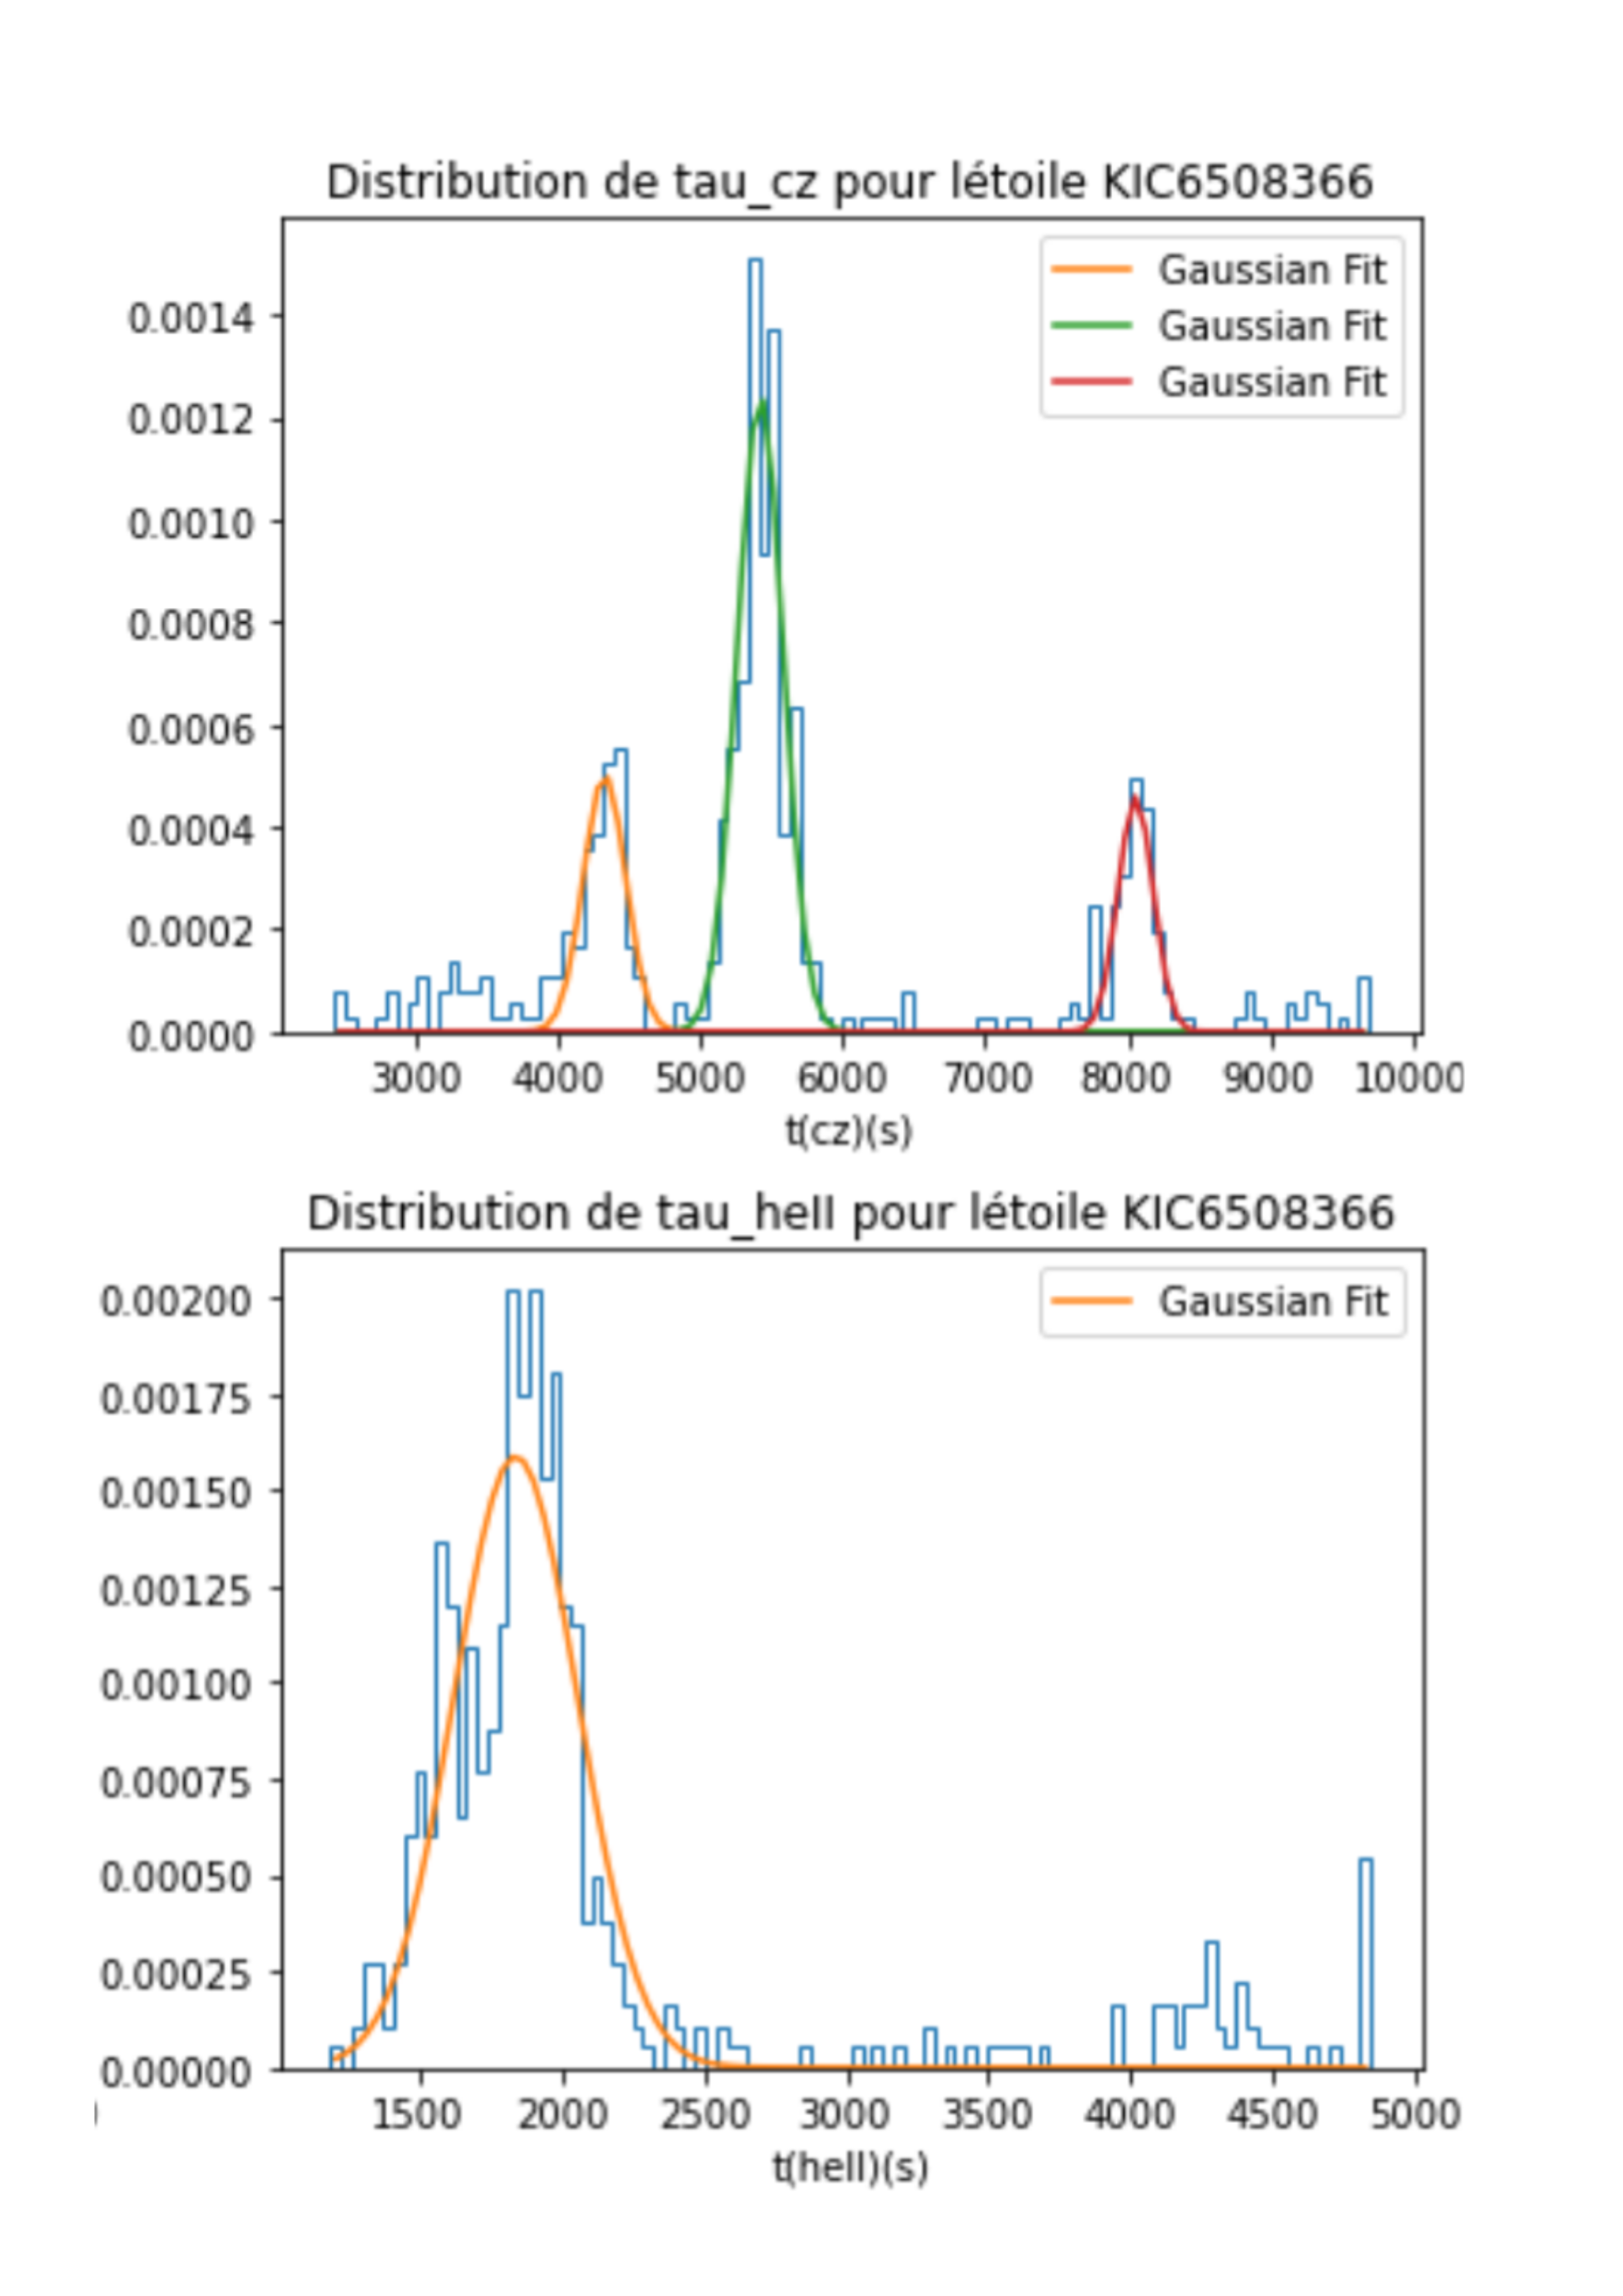 Distribution de tau_cz pour létoile KIC6508366
Gaussian Fit
Gaussian Fit
Gaussian Fit
0.0014
0.0012
0.0010
0.0008
0.0006
0.0004
0.0002
0.0000
3000 4000 5000 6000 7000 8000 9000 10000
t(cz)(s)
Distribution de tau_heII pour létoile KIC6508366
Gaussian Fit
0.00200
0.00175
0.00150
0.00125
0.00100
0.00075
0.00050
0.00025
0.00000
1500 2000 2500 3000 3500 4000 4500 5000
t(heII)(s)